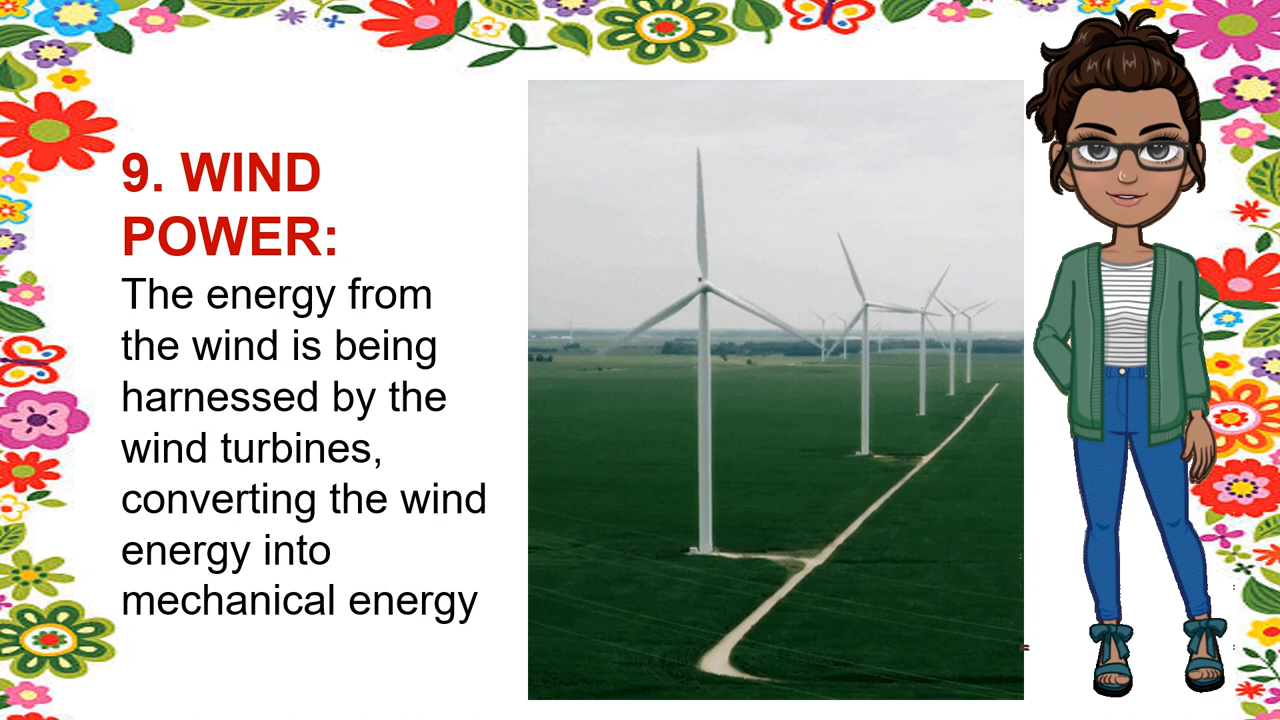 9. WIND
POWER:
The energy from
the wind is being
harnessed by the
wind turbines,
converting the wind
energy into
mechanical energy